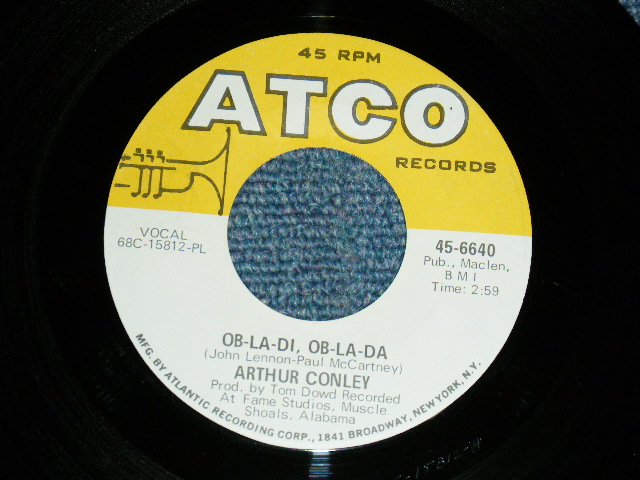 45 RPM
ATCO
RECORDS
VOCAL
68C-15812-PL
45-6640
Pub., Maclen,
BMI
Time: 2:59
OB-LA-DI, OB-LA-DA
(John Lennon-Paul McCartney)
ARTHUR CONLEY
Prod. by Tom Dowd Recorded
At Fame Studios, Muscle
Shoals, Alabama
MFG. BY ATLANTIC RECORDING CORP., 1841 BROADWAY, NEW YORK, N.Y.